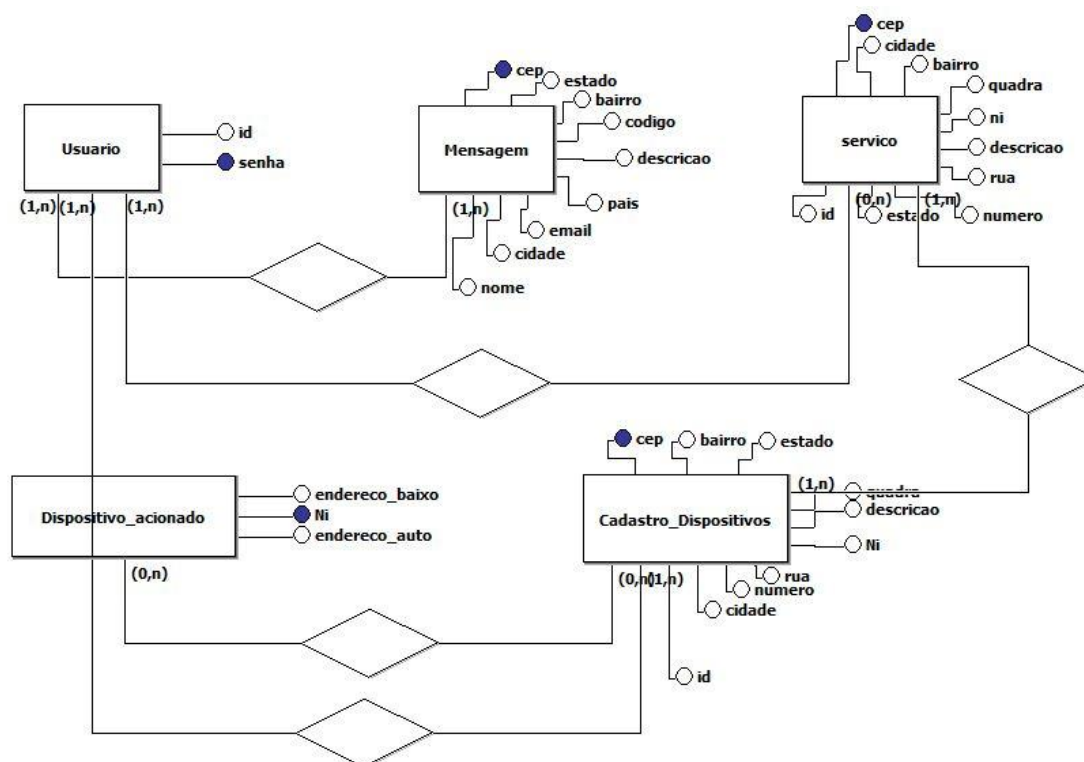 cep
cidade
bairro
quadra
ni
descricao
rua
servico
id
(0,n)
estado
(1,n)
numero
cep
estado
bairro
codigo
descricao
Mensagem
pais
email
(1,n)
cidade
nome
id
Usuario
senha
(1,n)
(1,n)
(1,n)
cep
bairro
estado
(1,n)
quadra
descricao
Cadastro_Dispositivos
Ni
rua
(0,n)
(1,n)
numero
cidade
id
endereco_baixo
Dispositivo_acionado
Ni
endereco_auto
(0,n)